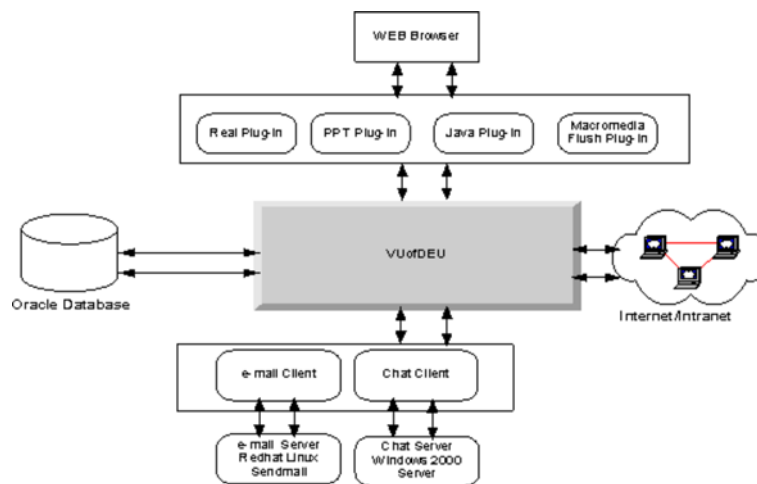 WEB Browser
Real Plug-In
PPT Plug-In
Java Plug-In
Macromedia
Flush Plug-In
VUofDEU
Oracle Database
Internet/Intranet
e-mail Client
Chat Client
e-mail Server
Redhat Linux
Sendmail
Chat Server
Windows 2000
Server